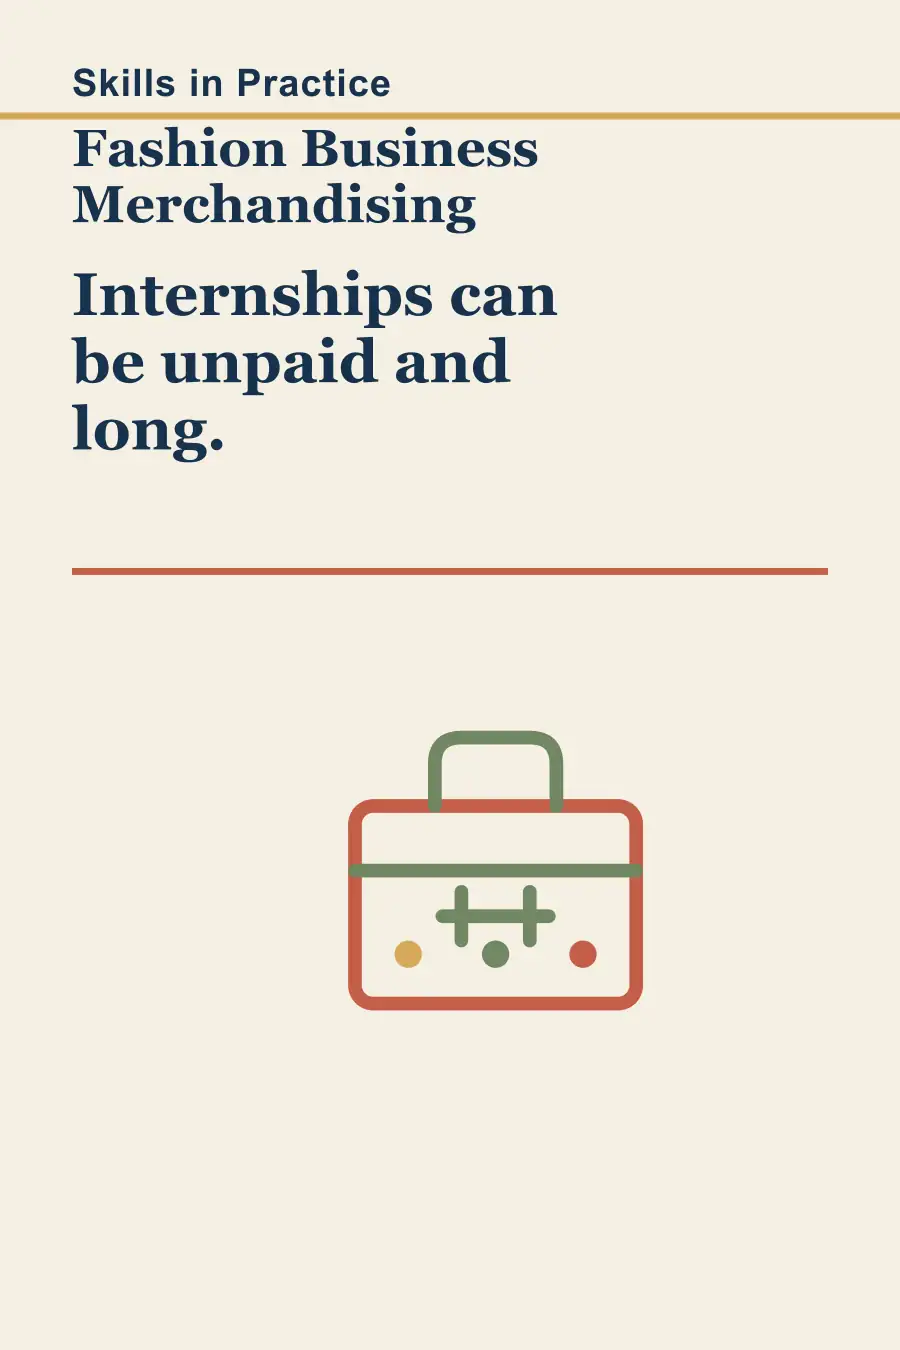 Skills in Practice
Fashion Business
Merchandising
Internships can
be unpaid and
long.